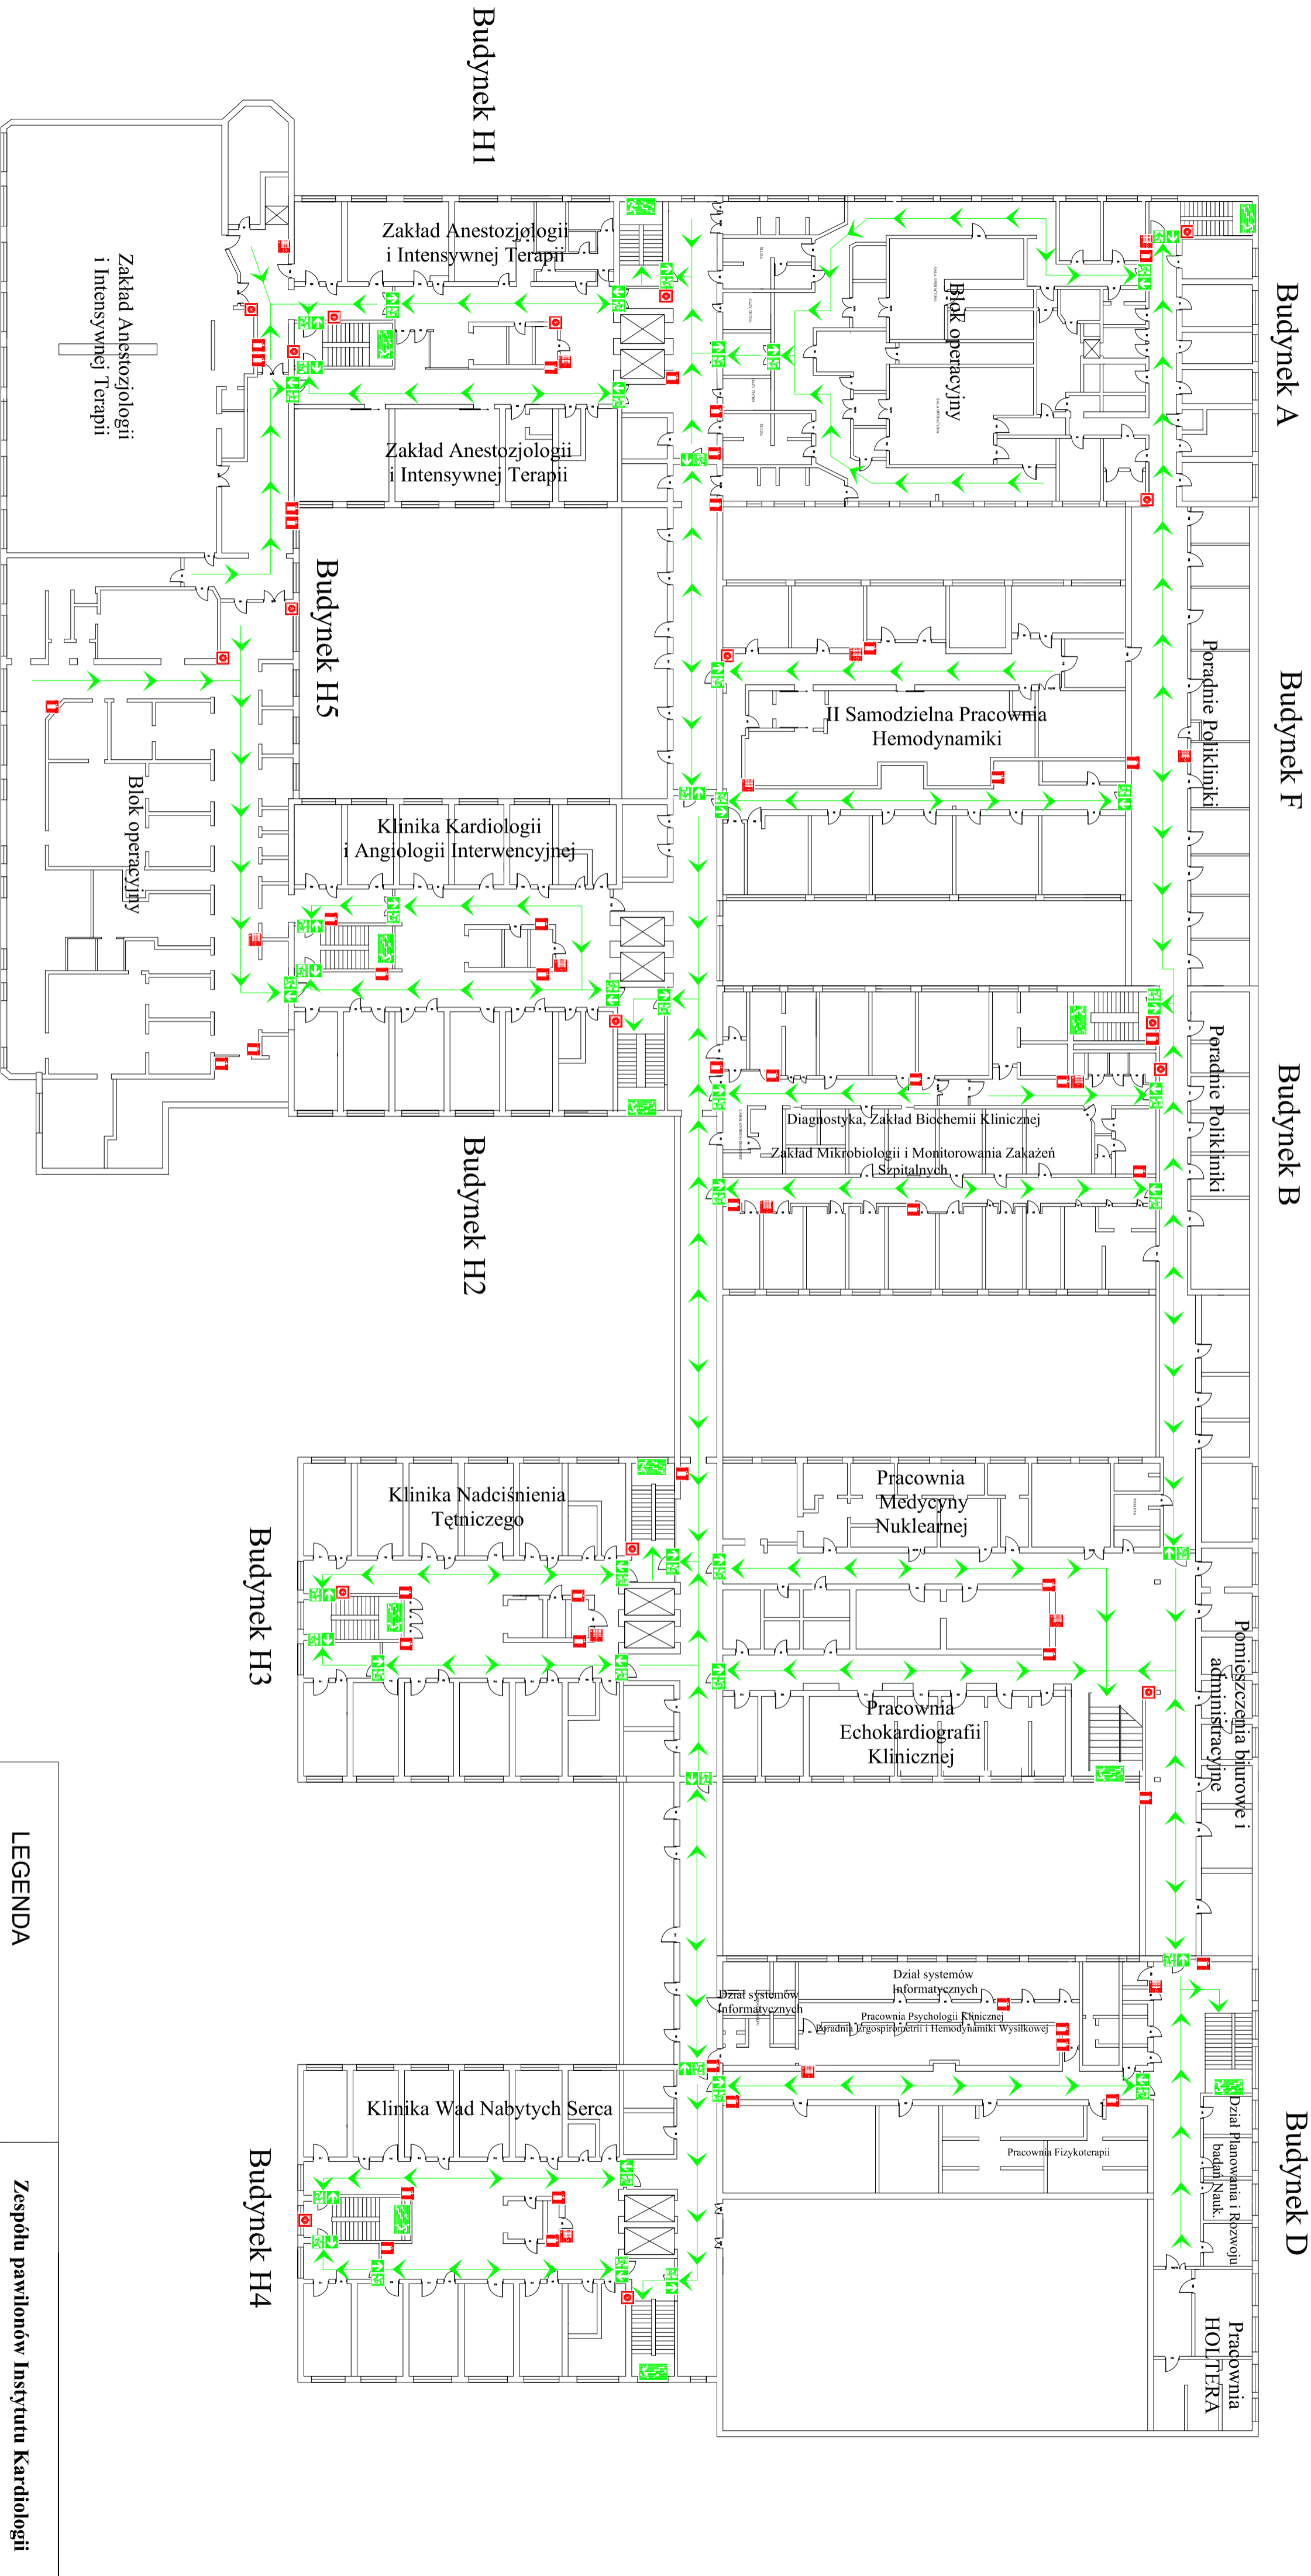 Budynek H1
Budynek A
Zakład Anestozjologii
i Intensywnej Terapii
Zakład Anestozjologii
i Intensywnej Terapii
Blok operacyjny
Zakład Anestozjologii
i Intensywnej Terapii
Budynek H5
Budynek F
Poradnie Polikliniki
II Samodzielna Pracownia
Hemodynamiki
Blok operacyjny
Klinika Kardiologii
i Angiologii Interwencyjnej
Budynek B
Poradnie Polikliniki
Diagnostyka, Zakład Biochemii Klinicznej
Zakład Mikrobiologii i Monitorowania Zakażeń
Szpitalnych
Budynek H2
Klinika Nadciśnienia
Tętniczego
Pracownia
Medycyny
Nuklearnej
Budynek H3
Pomieszczenia biurowe i
administracyjne
Pracownia
Echokardiografii
Klinicznej
Dział systemów
Informatycznych
Dział systemów
Informatycznych
Pracownia Psychologii Klinicznej
Poradnia Ergospirometrii i Hemodynamiki Wysiłkowej
Klinika Wad Nabytych Serca
Pracownia Fizykoterapii
Dział Planowania i Rozwoju
badań Nauk.
Budynek D
Budynek H4
Pracownia
HOLTERA
LEGENDA
Zespółu pawilonów Instytutu Kardiologii